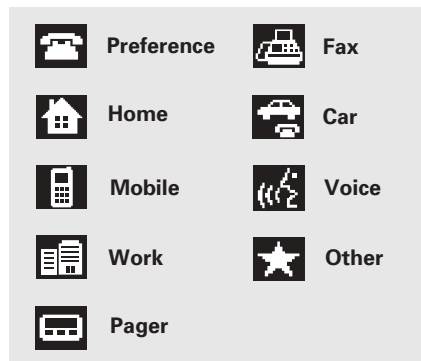 Preference
Fax
Home
Car
Mobile
Voice
Work
Other
Pager